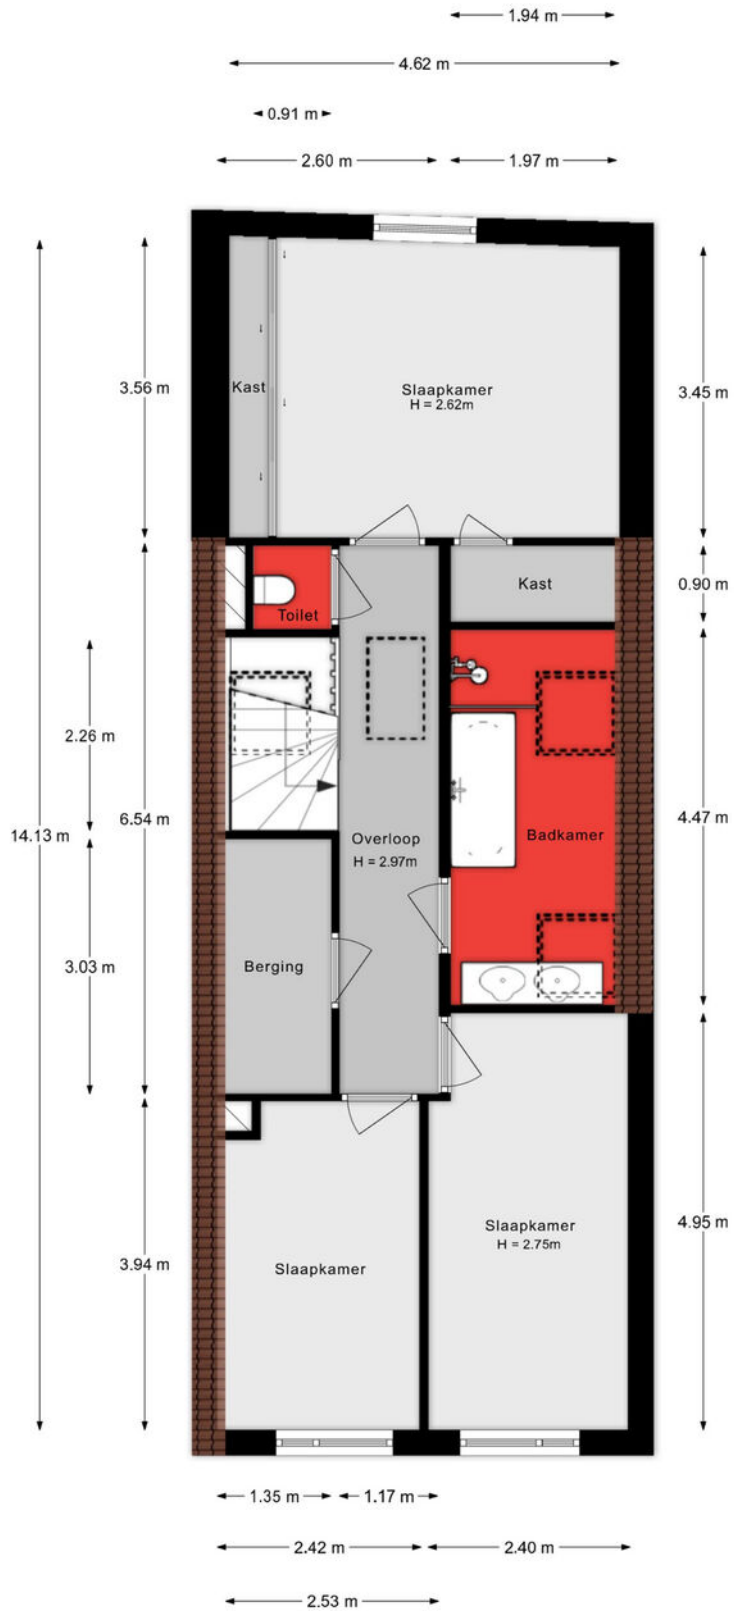 1.94 m
4.62 m
0.91 m
2.60 m
1.97 m
3.56 m
Kast
Slaapkamer
H = 2.62m
3.45 m
Toilet
Kast
0.90 m
2.26 m
14.13 m
6.54 m
Overloop
H = 2.97m
Badkamer
4.47 m
3.03 m
Berging
3.94 m
Slaapkamer
Slaapkamer
H = 2.75m
4.95 m
1.35 m
1.17 m
2.42 m
2.40 m
2.53 m